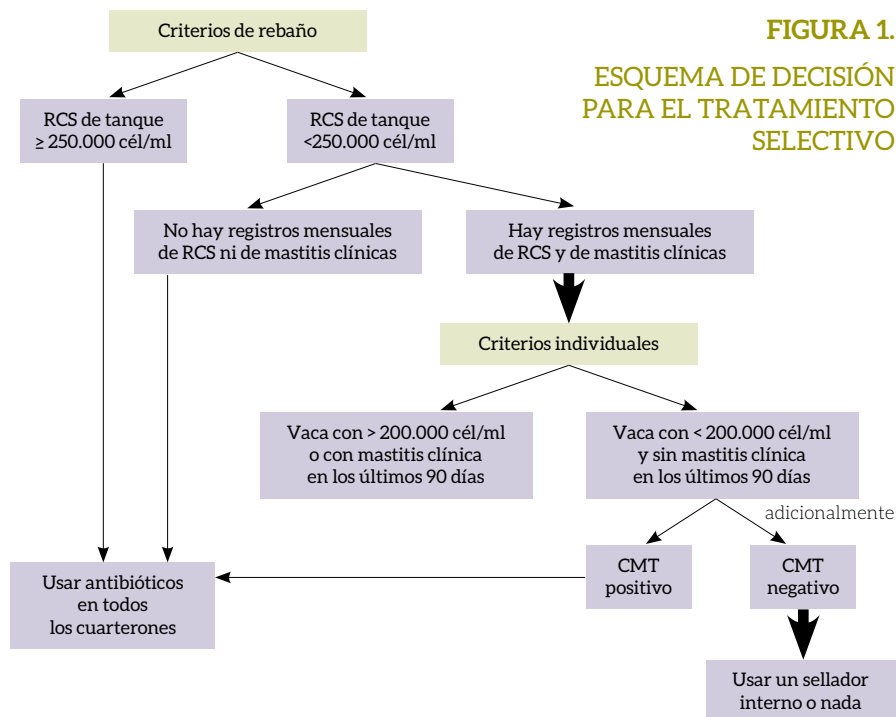 FIGURA 1.
ESQUEMA DE DECISIÓN
PARA EL TRATAMIENTO
SELECTIVO
Criterios de rebaño
RCS de tanque
≥ 250.000 cél/ml
RCS de tanque
<250.000 cél/ml
No hay registros mensuales
de RCS ni de mastitis clínicas
Hay registros mensuales
de RCS y de mastitis clínicas
Criterios individuales
Vaca con > 200.000 cél/ml
o con mastitis clínica
en los últimos 90 días
Vaca con < 200.000 cél/ml
y sin mastitis clínica
en los últimos 90 días
adicionalmente
Usar antibióticos
en todos
los cuarterones
CMT
positivo
CMT
negativo
Usar un sellador
interno o nada